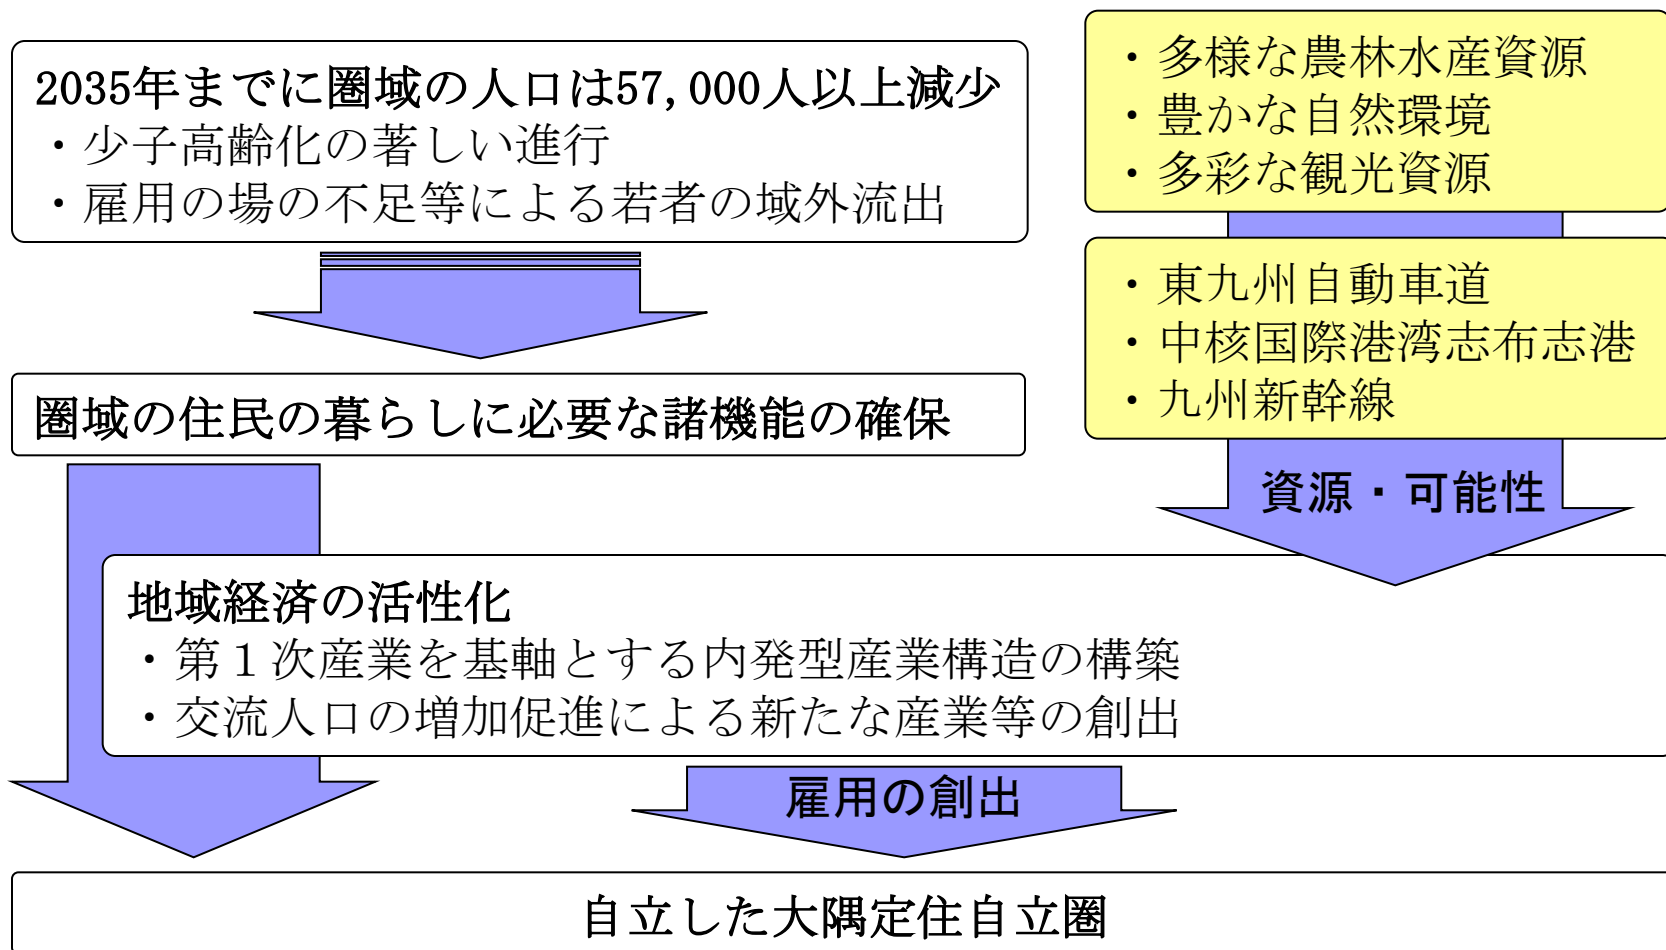 2035年までに圏域の人口は57,000人以上減少
・少子高齢化の著しい進行
・雇用の場の不足等による若者の域外流出
・多様な農林水産資源
・豊かな自然環境
・多彩な観光資源
・東九州自動車道
・中核国際港湾志布志港
・九州新幹線
圏域の住民の暮らしに必要な諸機能の確保
資源・可能性
地域経済の活性化
・第１次産業を基軸とする内発型産業構造の構築
・交流人口の増加促進による新たな産業等の創出
雇用の創出
自立した大隅定住自立圏